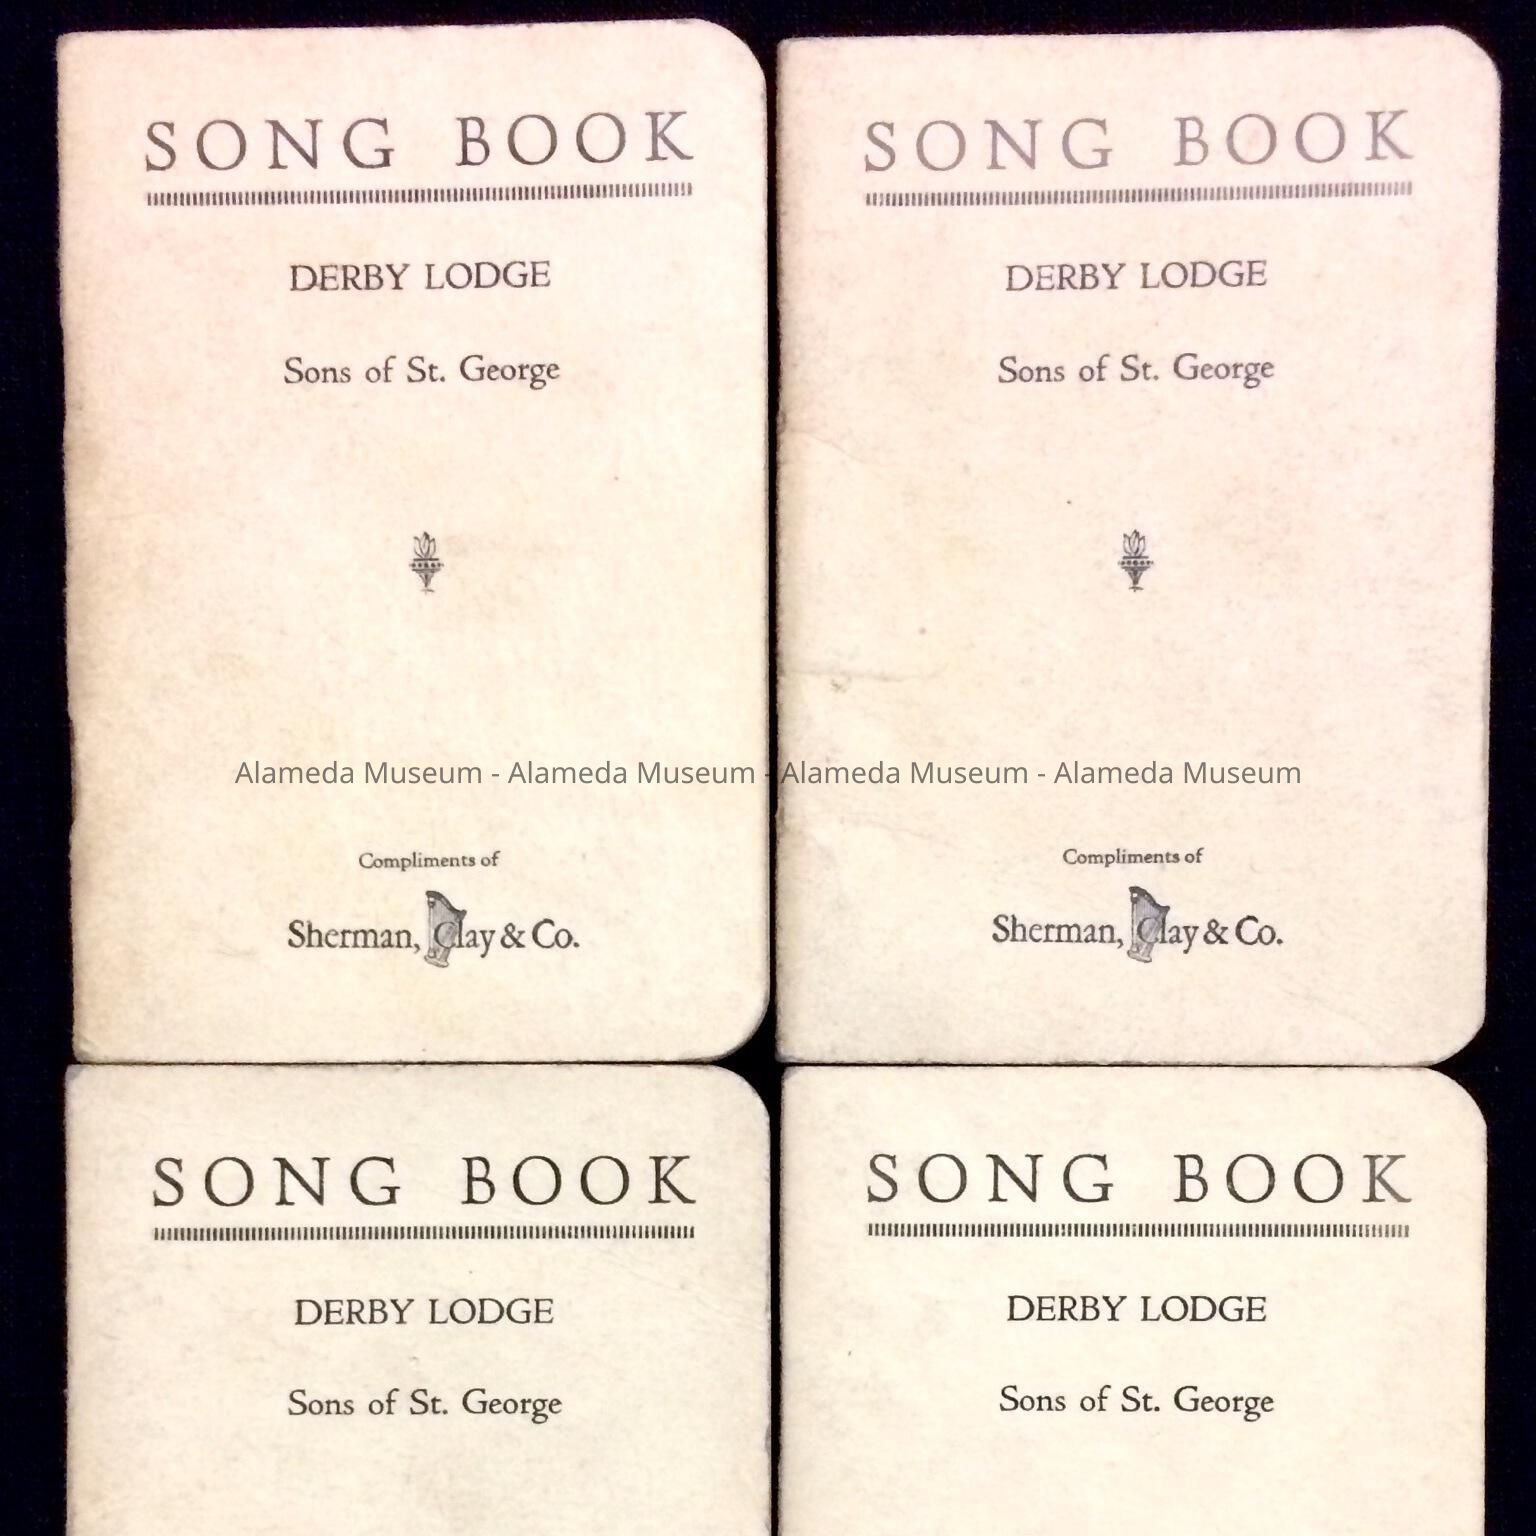 SONG BOOK
DERBY LODGE
Sons of St. George
Compliments of
Sherman, Clay & Co.
SONG BOOK
DERBY LODGE
Sons of St. George
Compliments of
Sherman, Clay & Co.
Alameda Museum - Alameda Museum - Alameda Museum - Alameda Museum
SONG BOOK
DERBY LODGE
Sons of St. George
SONG BOOK
DERBY LODGE
Sons of St. George